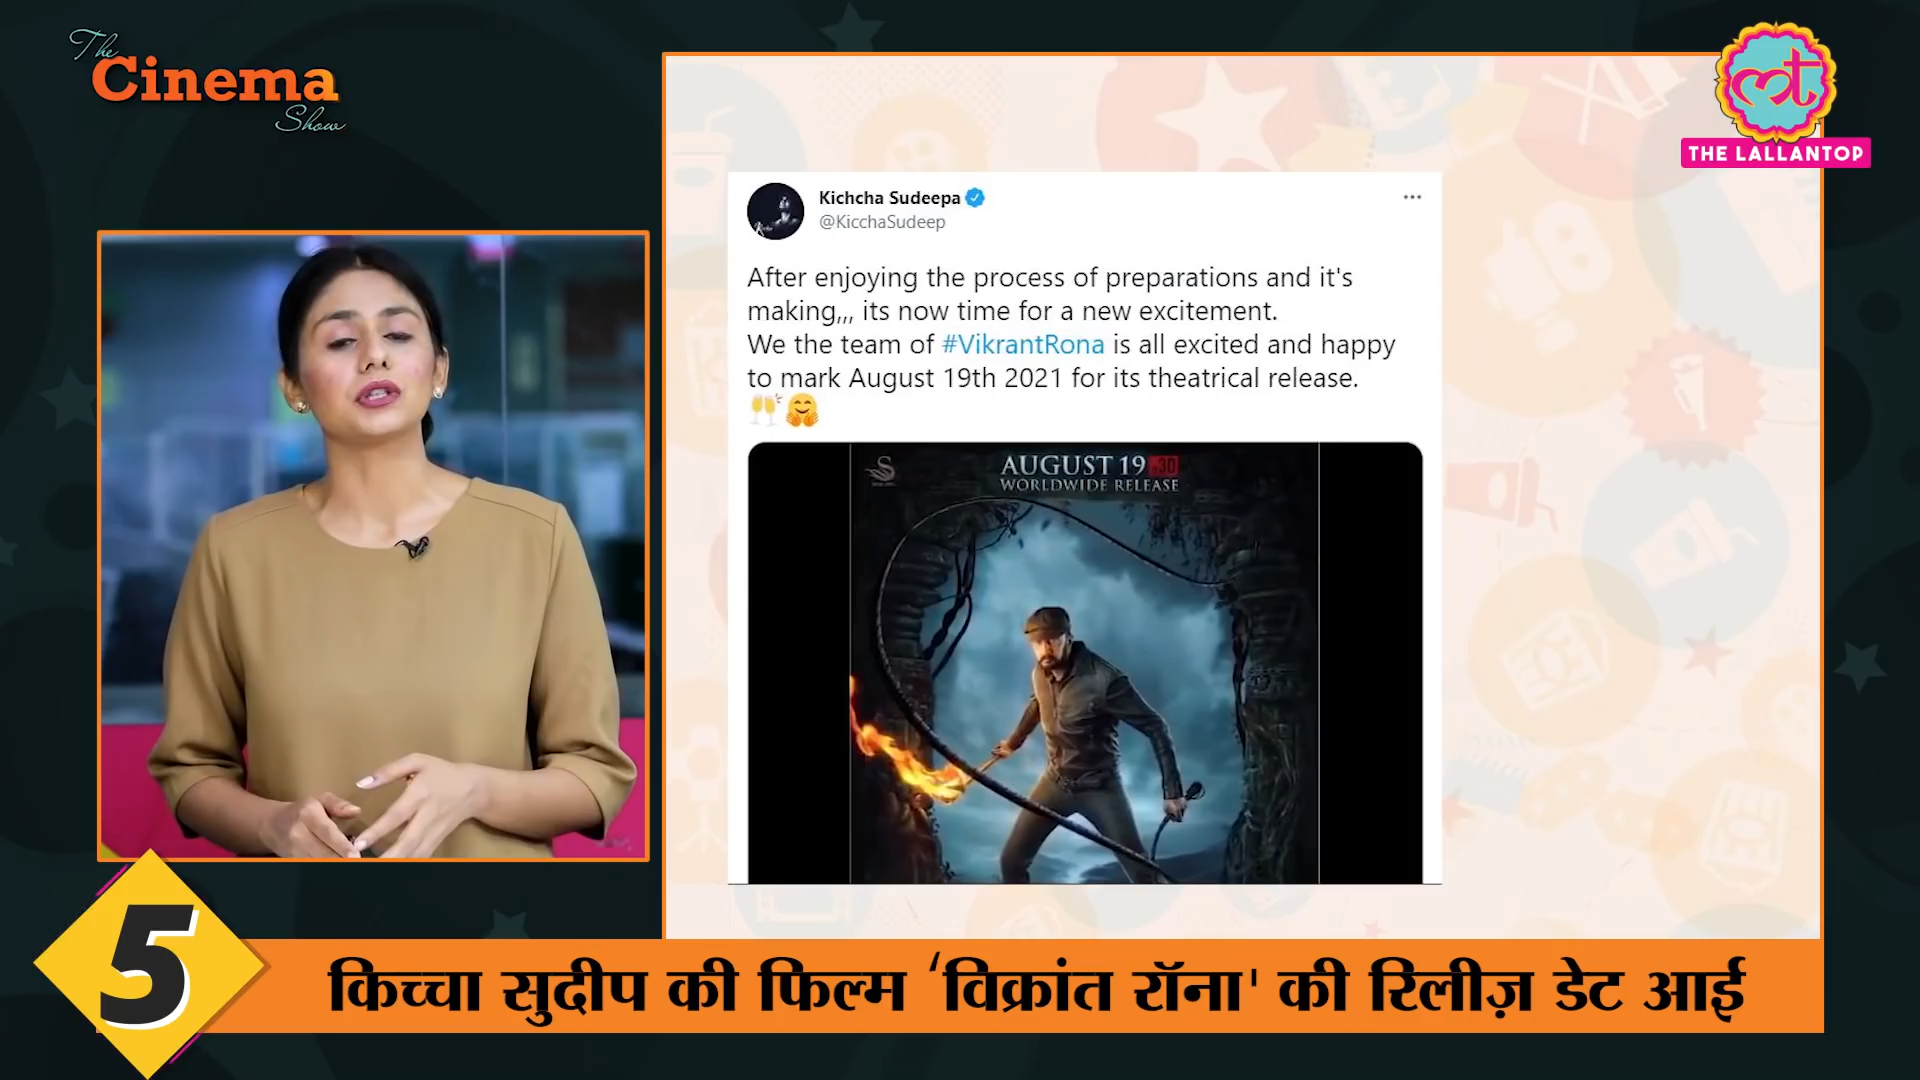 The
Cinema
Show
THE LALLANTOP
Kichcha Sudeepa
@KicchaSudeep
After enjoying the process of preparations and it's
making,,, its now time for a new excitement.
We the team of #VikrantRona is all excited and happy
to mark August 19th 2021 for its theatrical release.
AUGUST 19 3D
WORLDWIDE RELEASE
5
किच्चा सुदीप की फिल्म ‘विक्रांत रॉना' की रिलीज़ डेट आई